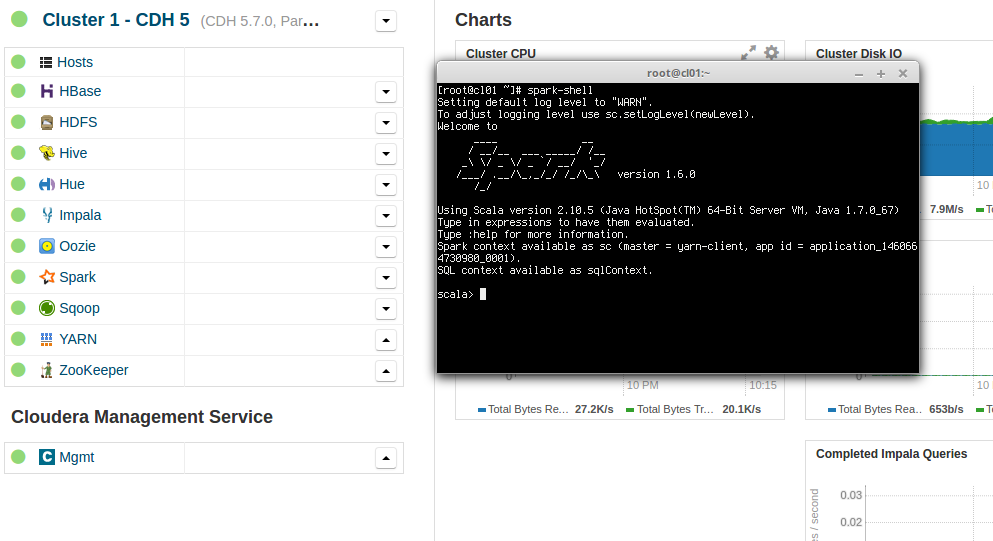 Cluster 1 - CDH 5 (CDH 5.7.0, Par…
Hosts
HBase
HDFS
Hive
Hue
Impala
Oozie
Spark
Sqoop
YARN
ZooKeeper
Cloudera Management Service
C Mgmt
Charts
Cluster CPU
Cluster Disk IO
root@cl01:~
[root@cl01 ~]# spark-shell
Setting default log level to "WARN".
To adjust logging level use sc.setLogLevel(newLevel).
Welcome to
version 1.6.0
Using Scala version 2.10.5 (Java HotSpot(TM) 64-Bit Server VM, Java 1.7.0_67)
Type in expressions to have them evaluated.
Type :help for more information.
Spark context available as sc (master = yarn-client, app id = application_146066
4730980_0001).
SQL context available as sqlContext.
scala>
10
7.9M/s
10 PM
10:15
10
Total Bytes Re... 27.2K/s Total Bytes Tr... 20.1K/s
Total Bytes Rea... 653b/s
Completed Impala Queries
0.03
0.02
/ second